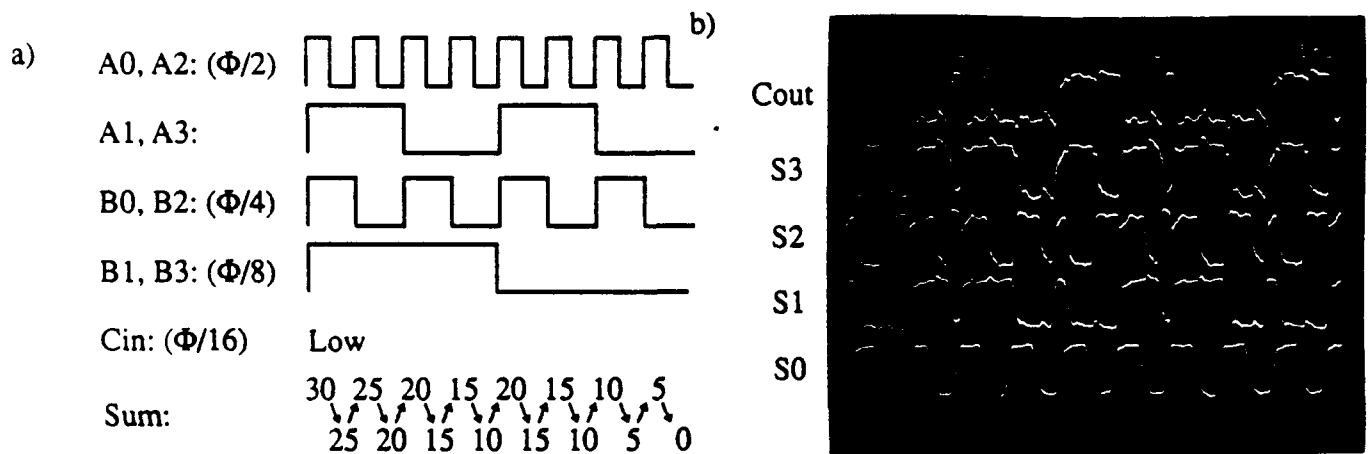 a)
A0, A2: (Φ/2)
A1, A3:
B0, B2: (Φ/4)
B1, B3: (Φ/8)
Cin: (Φ/16) Low
Sum:
30 25 20 15 20 15 10 5
25 20 15 10 15 10 5 0
b)
Cout
S3
S2
S1
S0